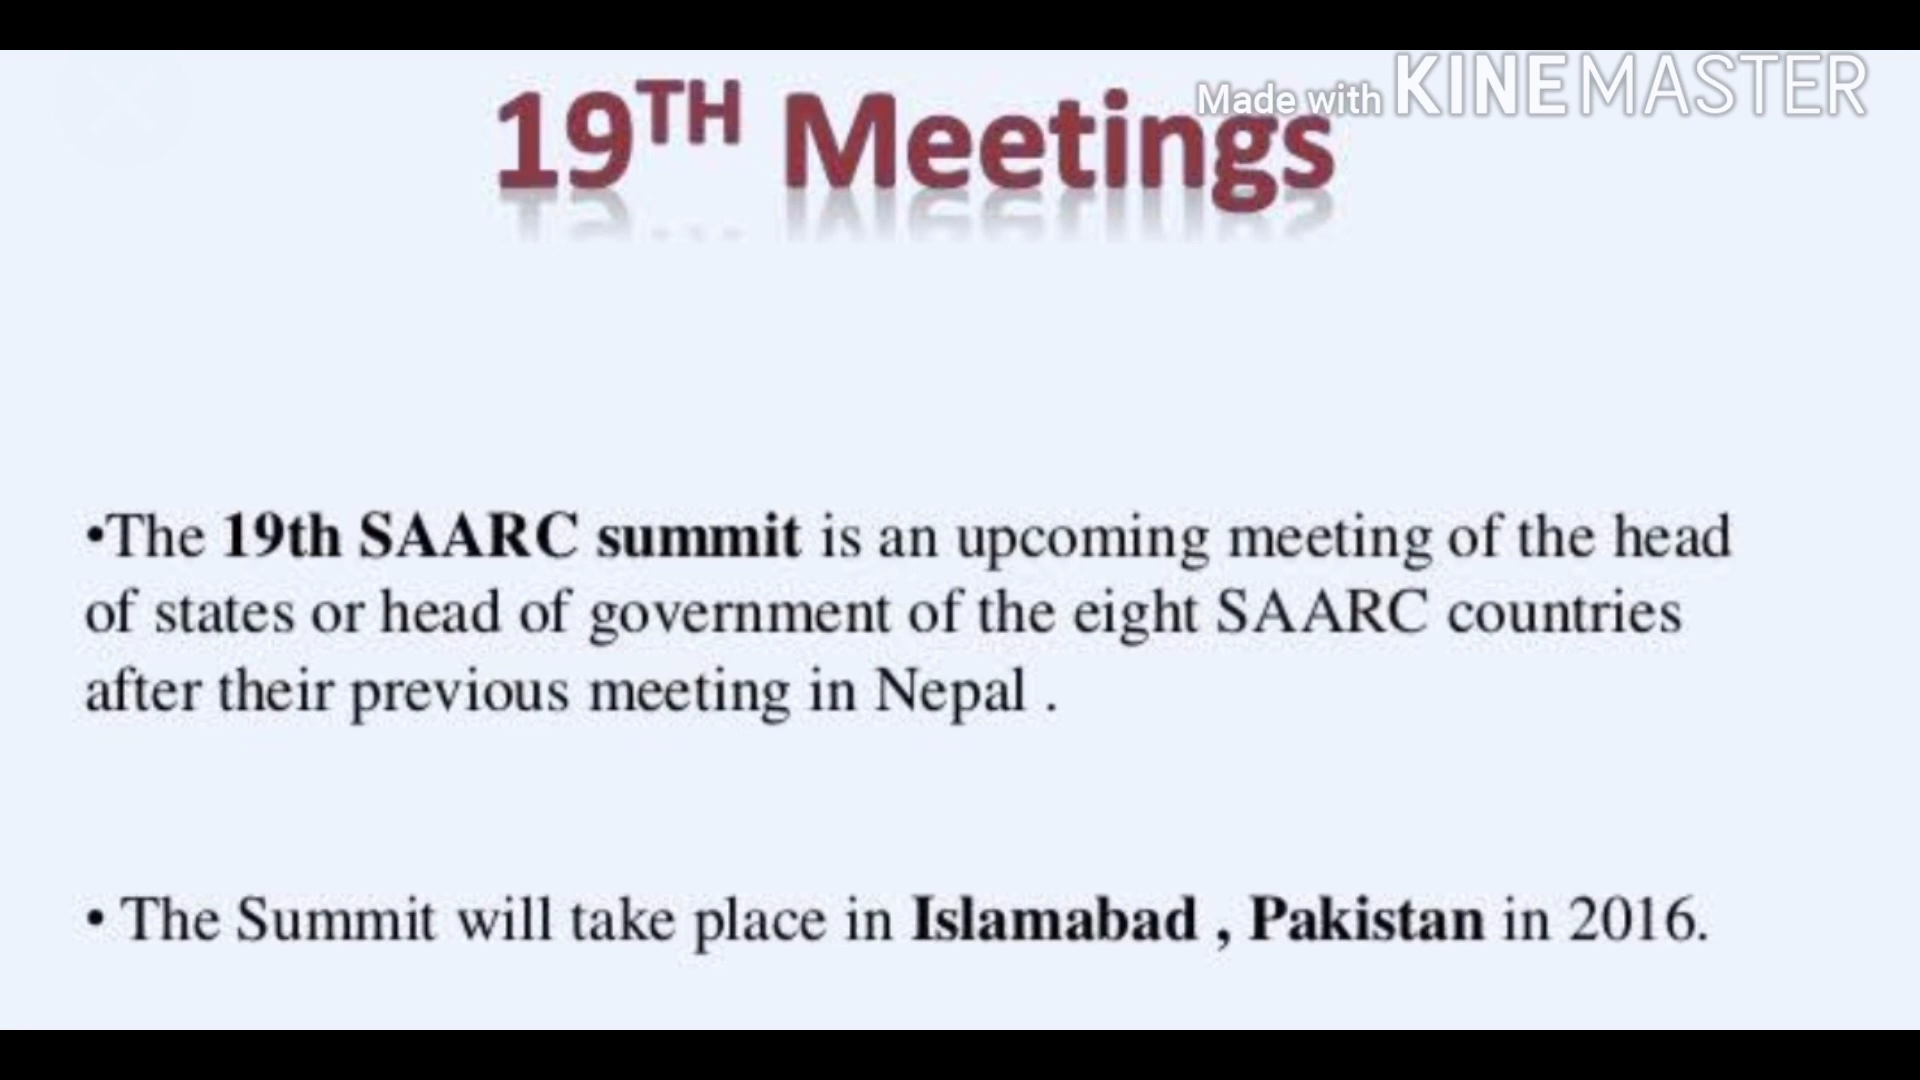 Made with KINEMASTER
19TH Meetings
•The 19th SAARC summit is an upcoming meeting of the head
of states or head of government of the eight SAARC countries
after their previous meeting in Nepal .
• The Summit will take place in Islamabad , Pakistan in 2016.